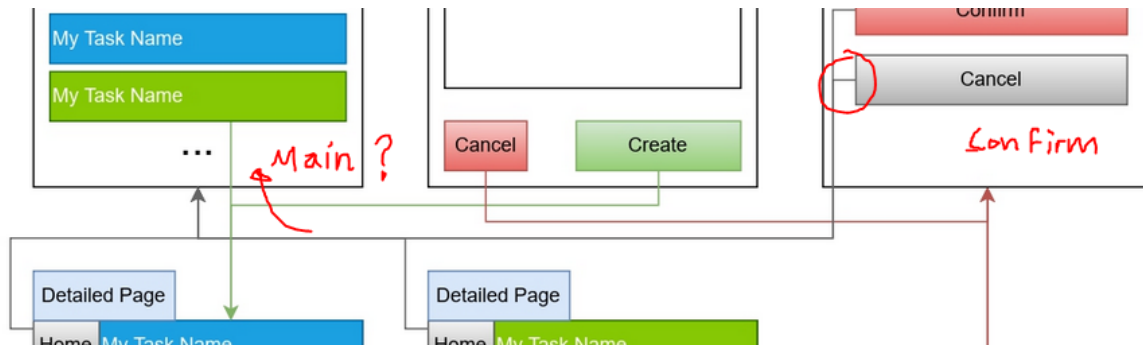 Confirm
My Task Name
Cancel
My Task Name
...
Main ?
Cancel
Create
Confirm
Detailed Page
Detailed Page
Home
My Task Name
Home
My Task Name